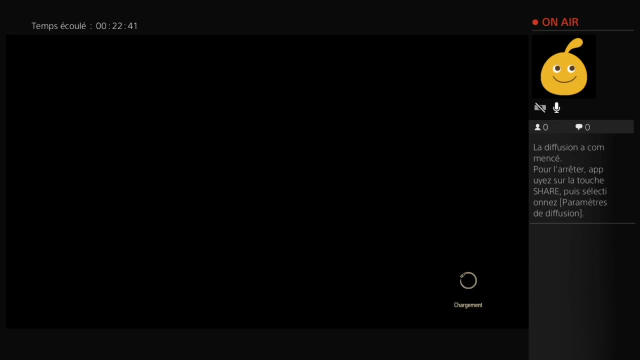 Temps écoulé : 00:22:41
ON AIR
0 0
La diffusion a com
mencé.
Pour l'arrêter, app
uyez sur la touche
SHARE, puis sélecti
onnez [Paramètres
de diffusion].
Chargement